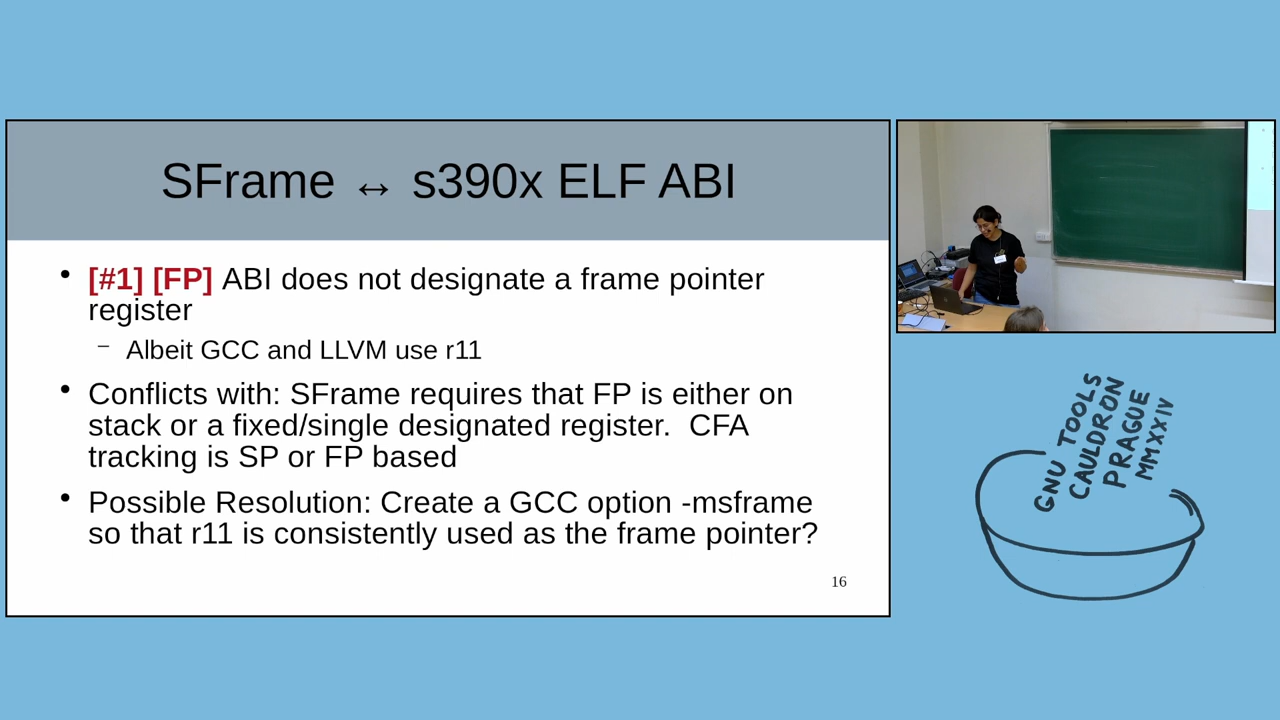 SFrame ↔ s390x ELF ABI
• [#1] [FP] ABI does not designate a frame pointer
register
– Albeit GCC and LLVM use r11
• Conflicts with: SFrame requires that FP is either on
stack or a fixed/single designated register.  CFA
tracking is SP or FP based
• Possible Resolution: Create a GCC option -msframe
so that r11 is consistently used as the frame pointer?
16
GNU TOOLS
CAULDRON
PRAGUE
MMXXIV